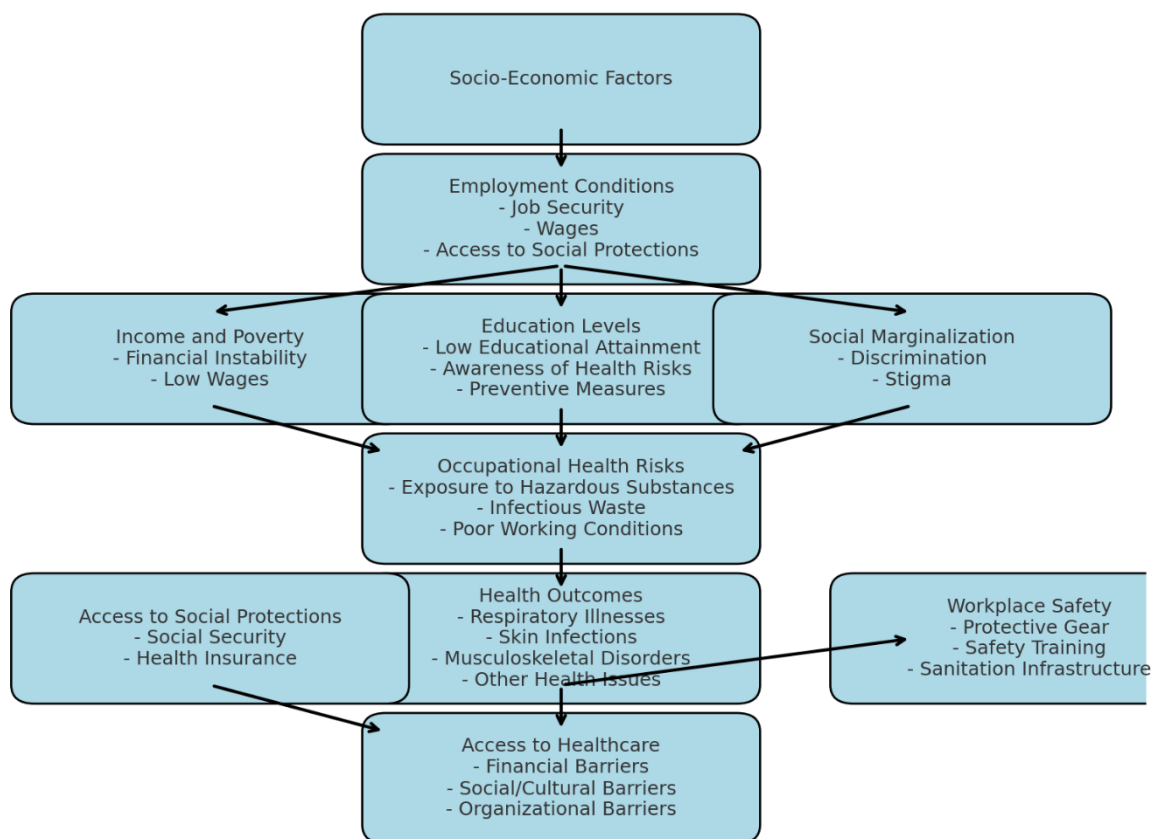 Socio-Economic Factors
Employment Conditions
- Job Security
- Wages
- Access to Social Protections
Income and Poverty
- Financial Instability
- Low Wages
Education Levels
- Low Educational Attainment
- Awareness of Health Risks
- Preventive Measures
Social Marginalization
- Discrimination
- Stigma
Occupational Health Risks
- Exposure to Hazardous Substances
- Infectious Waste
- Poor Working Conditions
Access to Social Protections
- Social Security
- Health Insurance
Health Outcomes
- Respiratory Illnesses
- Skin Infections
- Musculoskeletal Disorders
- Other Health Issues
Workplace Safety
- Protective Gear
- Safety Training
- Sanitation Infrastructure
Access to Healthcare
- Financial Barriers
- Social/Cultural Barriers
- Organizational Barriers